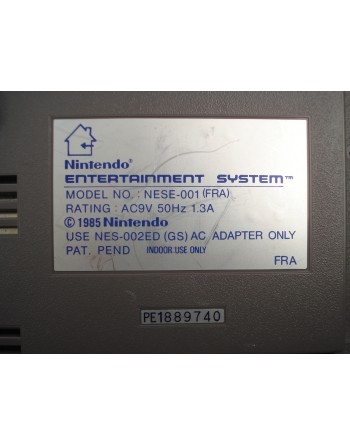 Nintendo®
ENTERTAINMENT SYSTEM™
MODEL NO. : NESE-001(FRA)
RATING : AC9V 50Hz 1.3A
© 1985 Nintendo
USE NES-002ED (GS) AC ADAPTER ONLY
PAT. PEND INDOOR USE ONLY
FRA
PE1889740